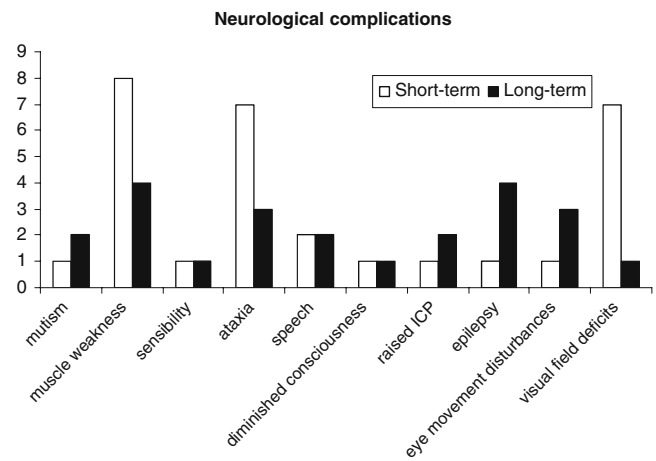 Neurological complications
9
8
7
6
5
4
3
2
1
0
Short-term Long-term
mutism
muscle weakness
sensibility
ataxia
speech
diminished consciousness
raised ICP
epilepsy
eye movement disturbances
visual field deficits